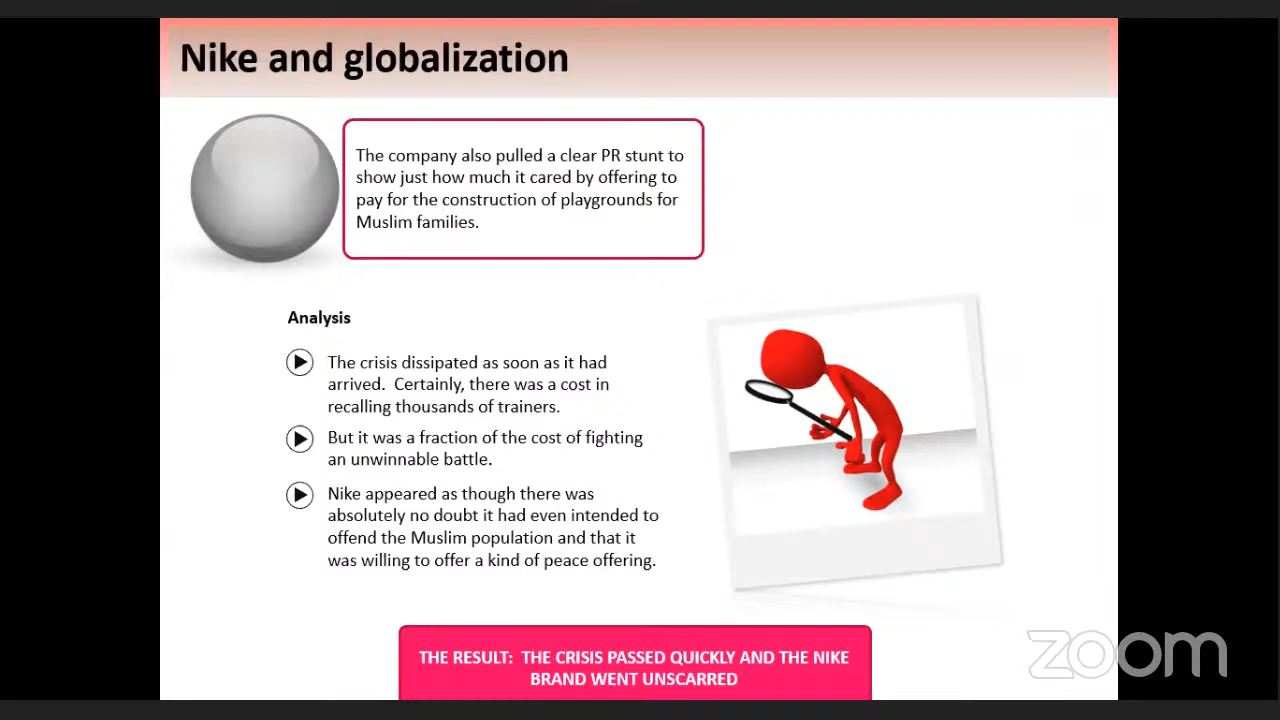 Nike and globalization
The company also pulled a clear PR stunt to
show just how much it cared by offering to
pay for the construction of playgrounds for
Muslim families.
Analysis
The crisis dissipated as soon as it had
arrived.  Certainly, there was a cost in
recalling thousands of trainers.
But it was a fraction of the cost of fighting
an unwinnable battle.
Nike appeared as though there was
absolutely no doubt it had even intended to
offend the Muslim population and that it
was willing to offer a kind of peace offering.
THE RESULT:  THE CRISIS PASSED QUICKLY AND THE NIKE
BRAND WENT UNSCARRED
zoom